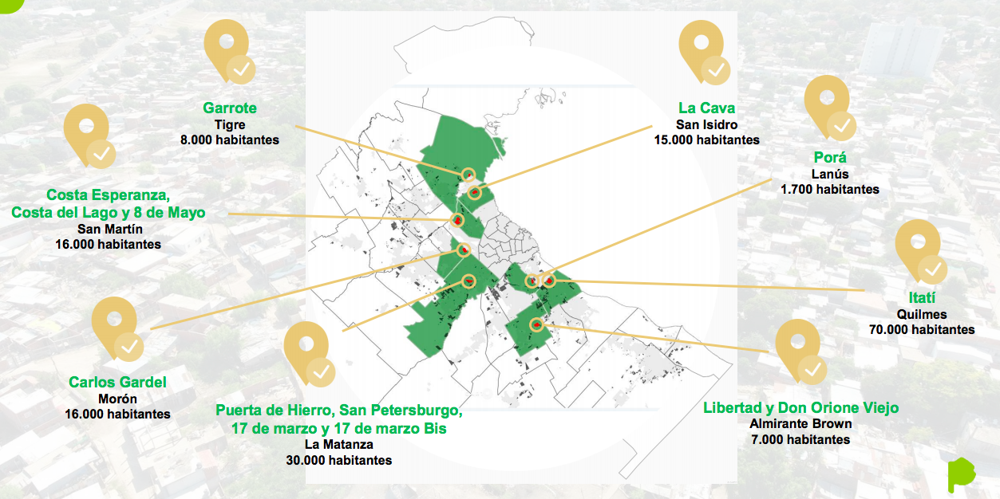 Garrote
Tigre
8.000 habitantes
La Cava
San Isidro
15.000 habitantes
Porá
Lanús
1.700 habitantes
Costa Esperanza,
Costa del Lago y 8 de Mayo
San Martín
16.000 habitantes
Itatí
Quilmes
70.000 habitantes
Carlos Gardel
Morón
16.000 habitantes
Puerta de Hierro, San Petersburgo,
17 de marzo y 17 de marzo Bis
La Matanza
30.000 habitantes
Libertad y Don Orione Viejo
Almirante Brown
7.000 habitantes